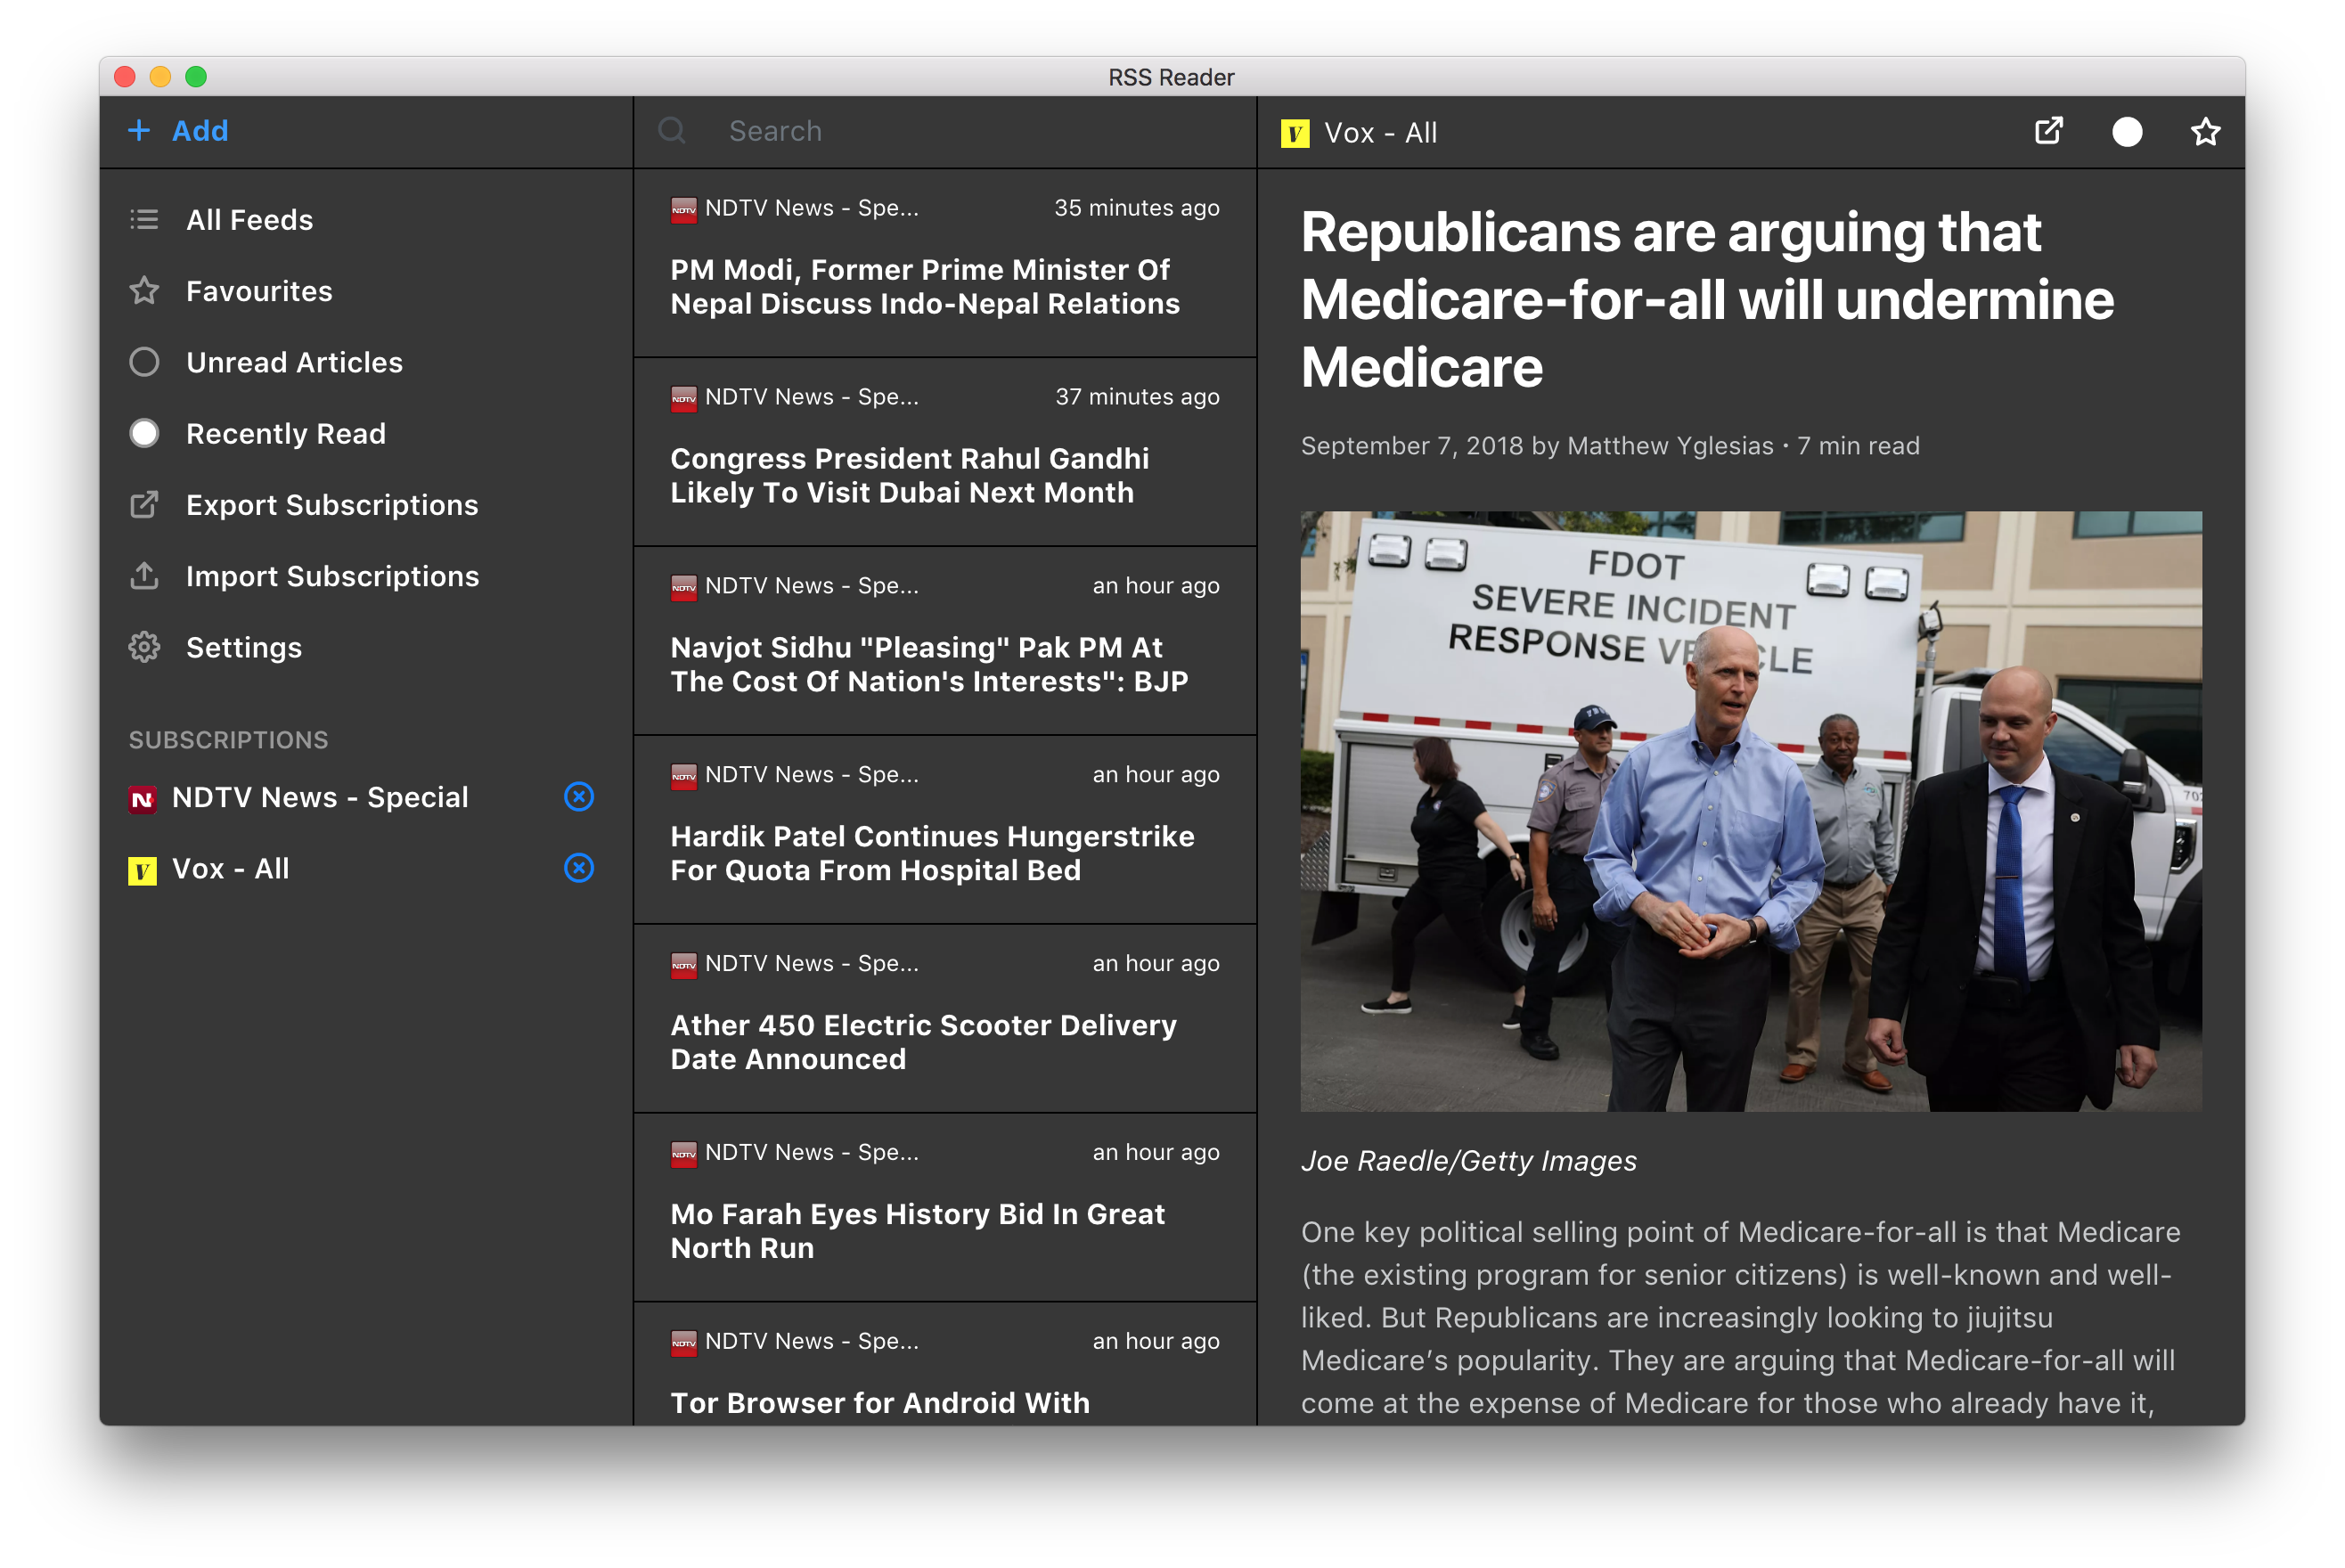 RSS Reader
Add
All Feeds
Favourites
Unread Articles
Recently Read
Export Subscriptions
Import Subscriptions
Settings
SUBSCRIPTIONS
NDTV News - Special
Vox - All
Search
NDTV News - Spe... 35 minutes ago
PM Modi, Former Prime Minister Of
Nepal Discuss Indo-Nepal Relations
NDTV News - Spe... 37 minutes ago
Congress President Rahul Gandhi
Likely To Visit Dubai Next Month
NDTV News - Spe... an hour ago
Navjot Sidhu "Pleasing" Pak PM At
The Cost Of Nation's Interests": BJP
NDTV News - Spe... an hour ago
Hardik Patel Continues Hungerstrike
For Quota From Hospital Bed
NDTV News - Spe... an hour ago
Ather 450 Electric Scooter Delivery
Date Announced
NDTV News - Spe... an hour ago
Mo Farah Eyes History Bid In Great
North Run
NDTV News - Spe... an hour ago
Tor Browser for Android With
Vox - All
Republicans are arguing that
Medicare-for-all will undermine
Medicare
September 7, 2018 by Matthew Yglesias • 7 min read
FDOT
SEVERE INCIDENT
RESPONSE VEHICLE
Joe Raedle/Getty Images
One key political selling point of Medicare-for-all is that Medicare
(the existing program for senior citizens) is well-known and well-
liked. But Republicans are increasingly looking to jiujitsu
Medicare’s popularity. They are arguing that Medicare-for-all will
come at the expense of Medicare for those who already have it,